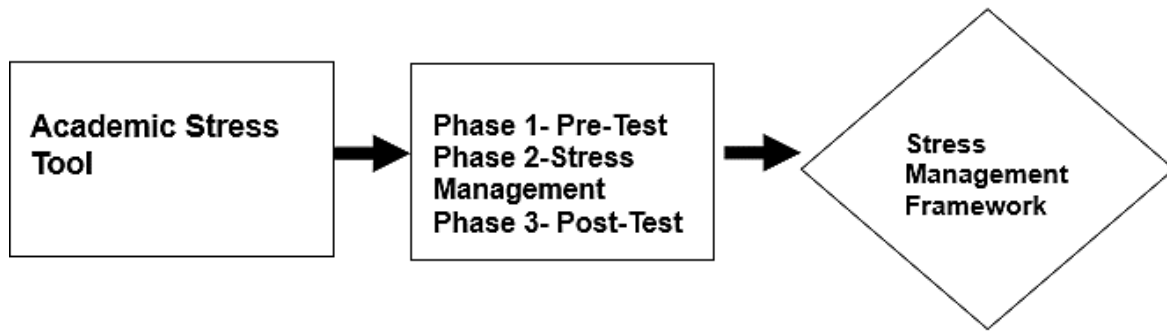 Academic Stress
Tool
Phase 1- Pre-Test
Phase 2-Stress
Management
Phase 3- Post-Test
Stress
Management
Framework